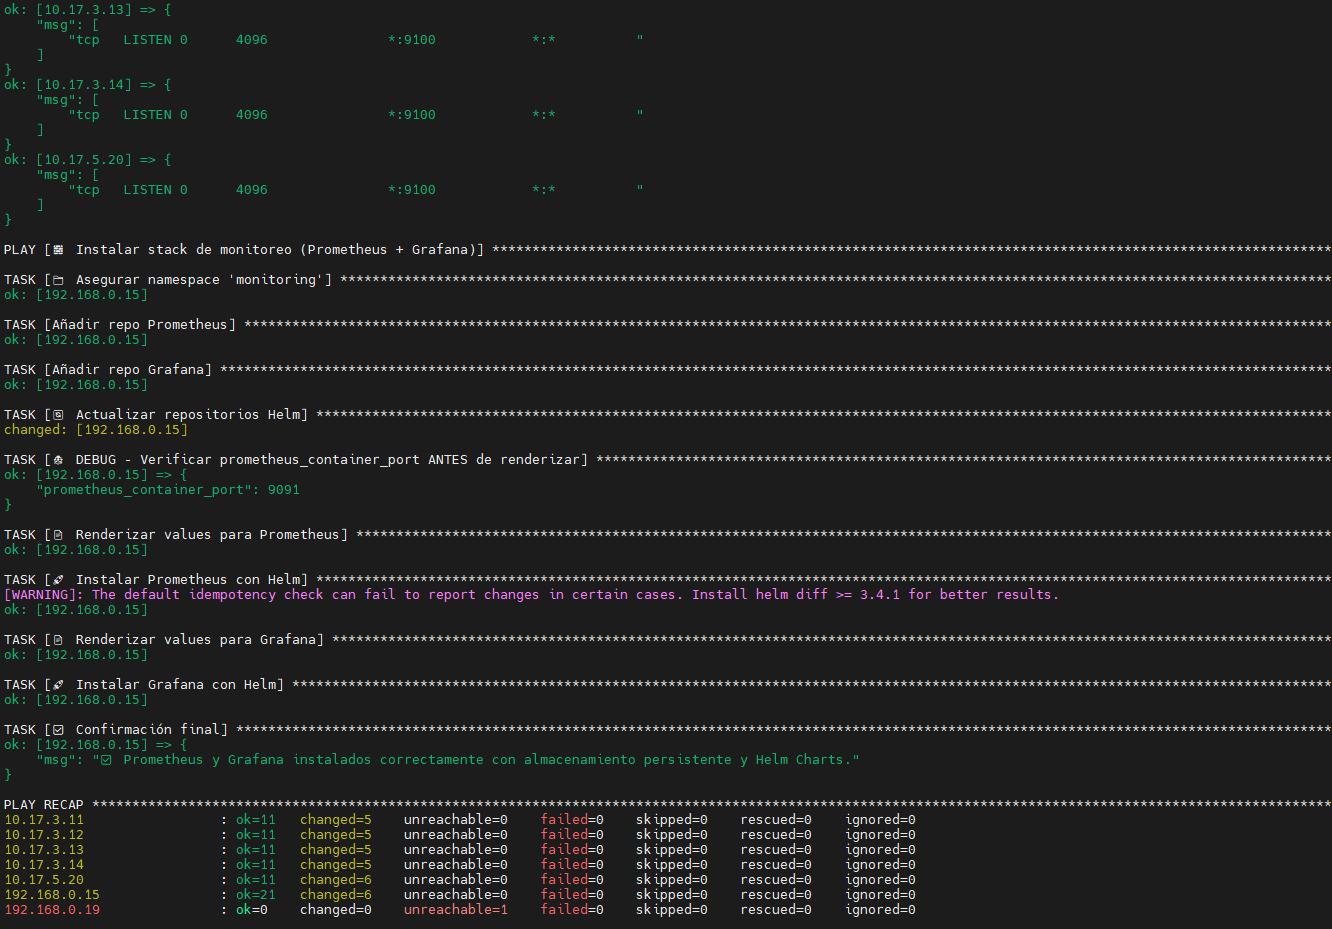 ok: [10.17.3.13] => {
    "msg": [
        "tcp   LISTEN 0      4096               *:9100            *:*          "
    ]
}
ok: [10.17.3.14] => {
    "msg": [
        "tcp   LISTEN 0      4096               *:9100            *:*          "
    ]
}
ok: [10.17.5.20] => {
    "msg": [
        "tcp   LISTEN 0      4096               *:9100            *:*          "
    ]
}
PLAY [ Instalar stack de monitoreo (Prometheus + Grafana)] *********************************************************************************************************
TASK [ Asegurar namespace 'monitoring'] ****************************************************************************************************************************
ok: [192.168.0.15]
TASK [Añadir repo Prometheus] ****************************************************************************************************************************************
ok: [192.168.0.15]
TASK [Añadir repo Grafana] *******************************************************************************************************************************************
ok: [192.168.0.15]
TASK [ Actualizar repositorios Helm] *******************************************************************************************************************************
changed: [192.168.0.15]
TASK [ DEBUG - Verificar prometheus_container_port ANTES de renderizar] ********************************************************************************************
ok: [192.168.0.15] => {
    "prometheus_container_port": 9091
}
TASK [ Renderizar values para Prometheus] **************************************************************************************************************************
ok: [192.168.0.15]
TASK [ Instalar Prometheus con Helm] *******************************************************************************************************************************
[WARNING]: The default idempotency check can fail to report changes in certain cases. Install helm diff >= 3.4.1 for better results.
ok: [192.168.0.15]
TASK [ Renderizar values para Grafana] *****************************************************************************************************************************
ok: [192.168.0.15]
TASK [ Instalar Grafana con Helm] **********************************************************************************************************************************
ok: [192.168.0.15]
TASK [☑ Confirmación final] *****************************************************************************************************************************************
ok: [192.168.0.15] => {
    "msg": "☑ Prometheus y Grafana instalados correctamente con almacenamiento persistente y Helm Charts."
}
PLAY RECAP ***********************************************************************************************************************************************************
10.17.3.11                 : ok=11   changed=5    unreachable=0    failed=0    skipped=0    rescued=0    ignored=0
10.17.3.12                 : ok=11   changed=5    unreachable=0    failed=0    skipped=0    rescued=0    ignored=0
10.17.3.13                 : ok=11   changed=5    unreachable=0    failed=0    skipped=0    rescued=0    ignored=0
10.17.3.14                 : ok=11   changed=5    unreachable=0    failed=0    skipped=0    rescued=0    ignored=0
10.17.5.20                 : ok=11   changed=6    unreachable=0    failed=0    skipped=0    rescued=0    ignored=0
192.168.0.15               : ok=21   changed=6    unreachable=0    failed=0    skipped=0    rescued=0    ignored=0
192.168.0.19               : ok=0    changed=0    unreachable=1    failed=0    skipped=0    rescued=0    ignored=0